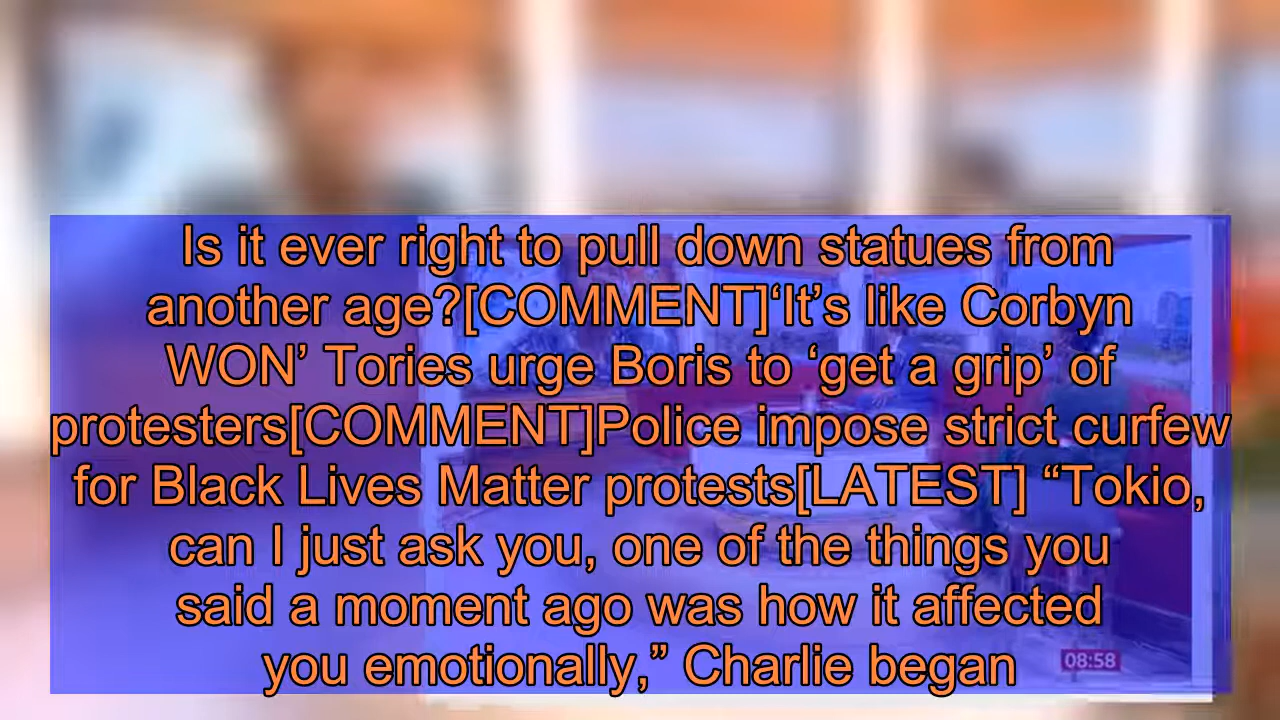 Is it ever right to pull down statues from
another age?[COMMENT]‘It’s like Corbyn
WON’ Tories urge Boris to ‘get a grip’ of
protesters[COMMENT]Police impose strict curfew
for Black Lives Matter protests[LATEST] “Tokio,
can I just ask you, one of the things you
said a moment ago was how it affected
you emotionally,” Charlie began
08:58